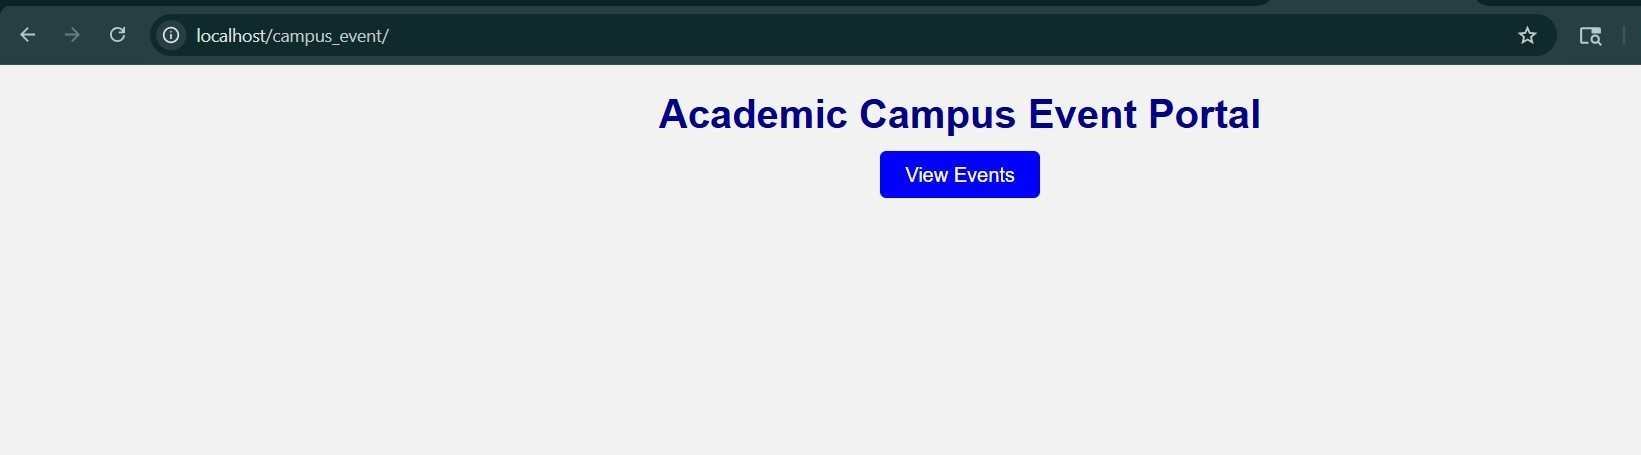 localhost/campus_event/
Academic Campus Event Portal
View Events